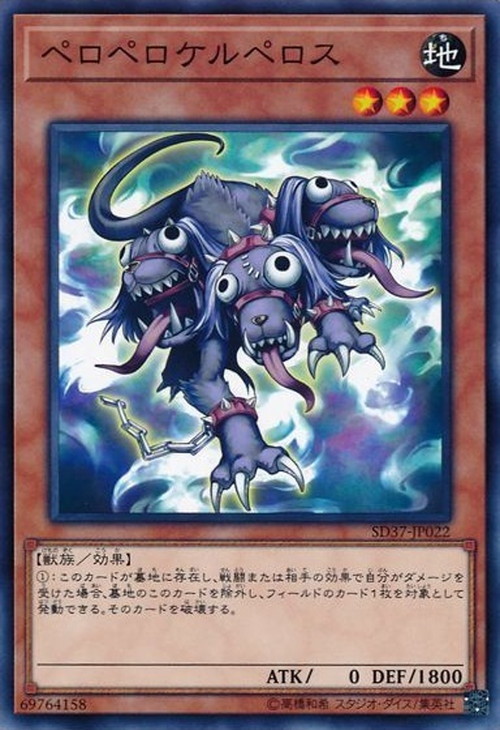 ペロペロケルペロス
地
SD37-JP022
【獣族/効果】
①:このカードが墓地に存在し、戦闘または相手の効果で自分がダメージを
受けた場合、墓地のこのカードを除外し、フィールドのカード1枚を対象として
発動できる。そのカードを破壊する。
ATK/ 0 DEF/1800
69764158 ©高橋和希 スタジオ・ダイス/集英社